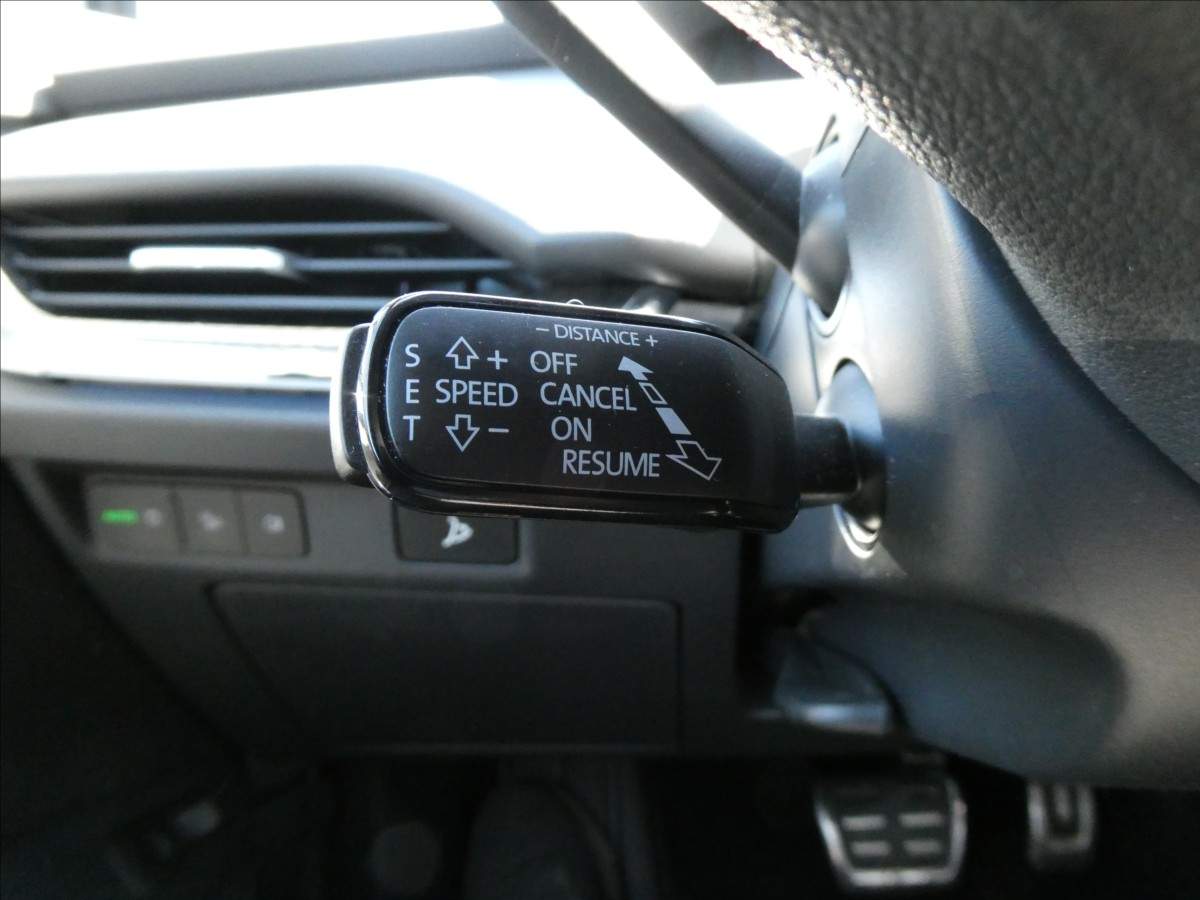 − DISTANCE +
S + OFF
E SPEED CANCEL
T − ON
RESUME